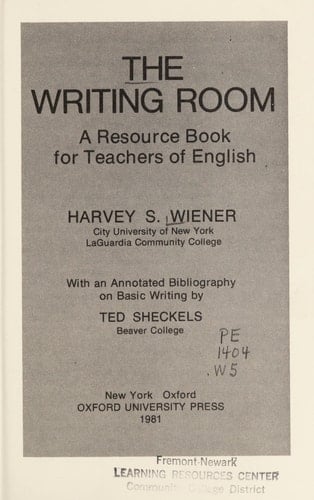 THE
WRITING ROOM
A Resource Book
for Teachers of English
HARVEY S. WIENER
City University of New York
LaGuardia Community College
With an Annotated Bibliography
on Basic Writing by
TED SHECKELS
Beaver College
PE
1404
.W5
New York Oxford
OXFORD UNIVERSITY PRESS
1981
Fremont-Newark
LEARNING RESOURCES CENTER
Community College District